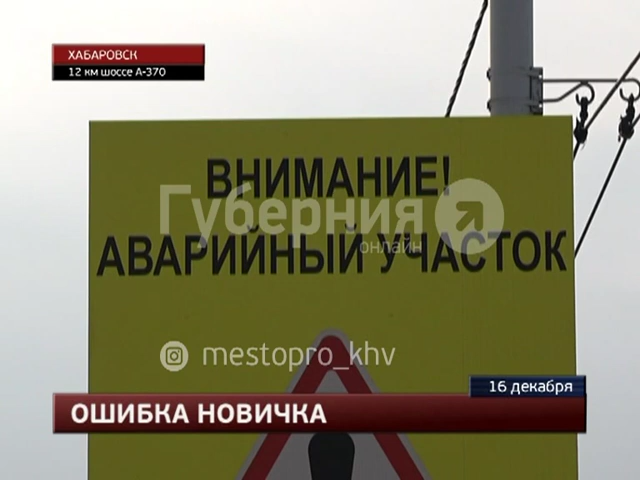 ХАБАРОВСК
12 км шоссе А-370
ВНИМАНИЕ!
Губерния
онлайн
АВАРИЙНЫЙ УЧАСТОК
mestopro_khv
16 декабря
ОШИБКА НОВИЧКА